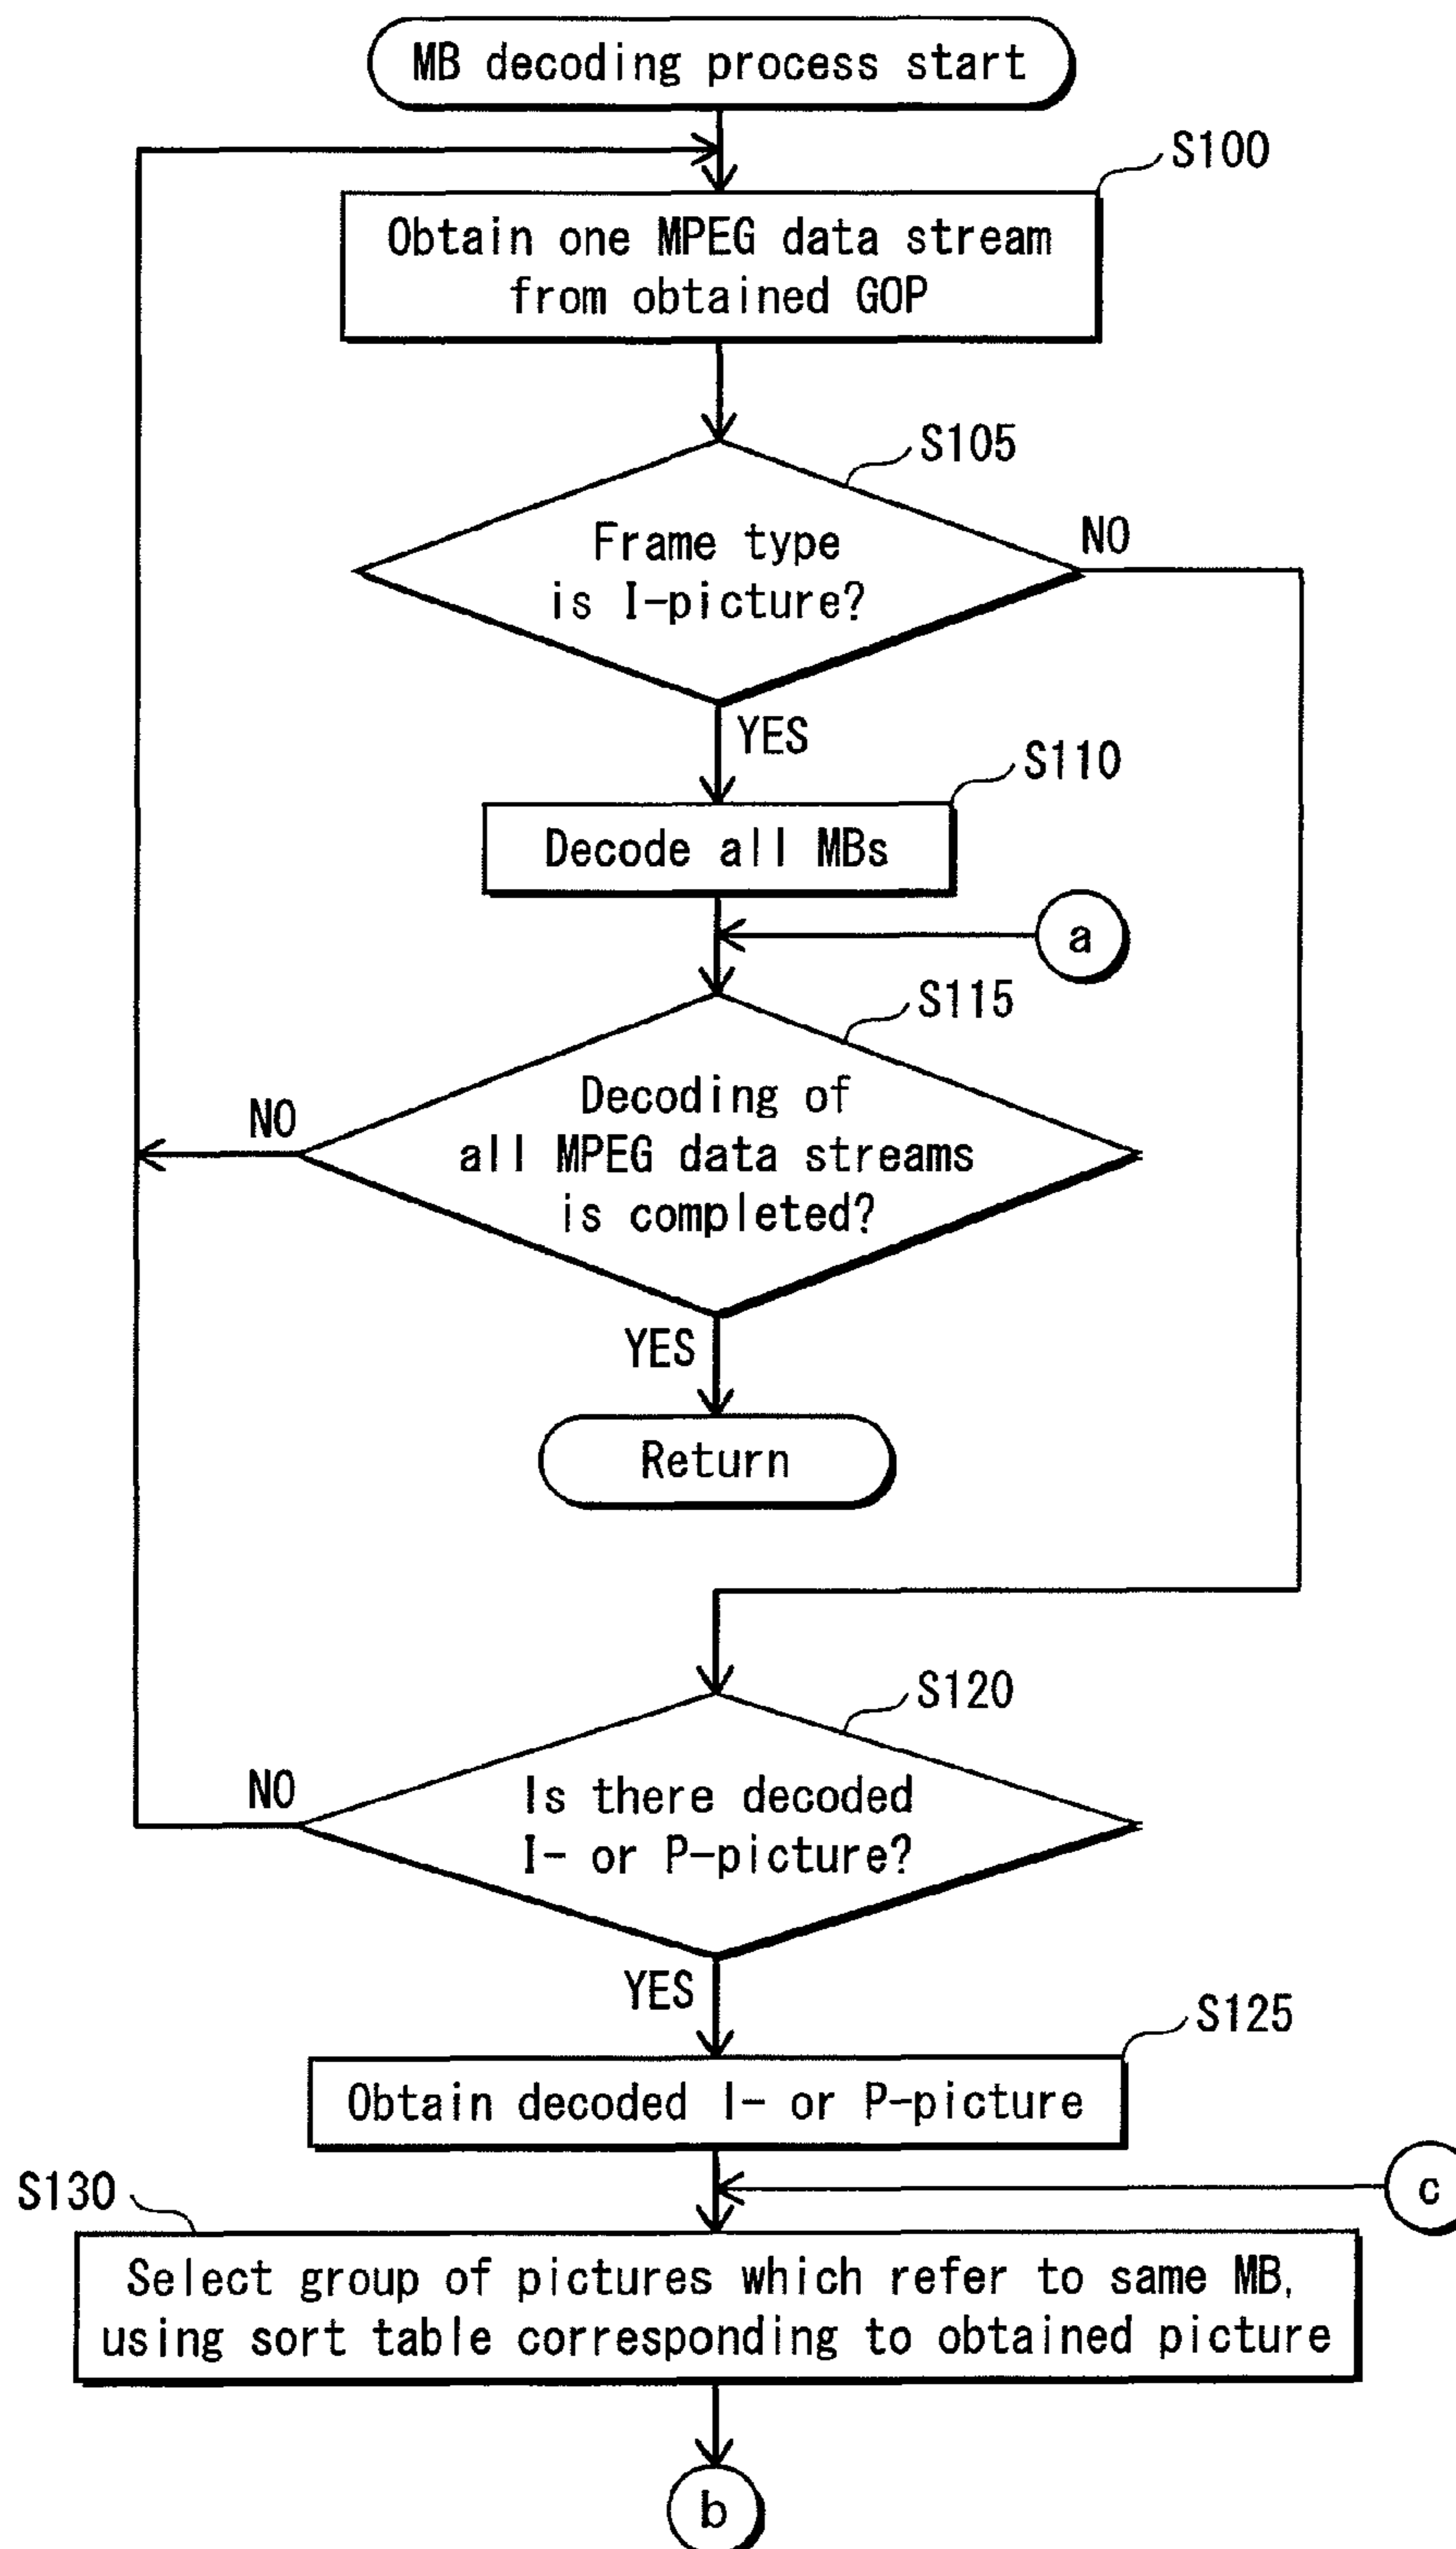 MB decoding process start
S100
Obtain one MPEG data stream
from obtained GOP
S105
Frame type
is I-picture?
NO
YES
S110
Decode all MBs
a
S115
Decoding of
all MPEG data streams
is completed?
NO
YES
Return
S120
Is there decoded
I- or P-picture?
NO
YES
S125
Obtain decoded I- or P-picture
c
S130
Select group of pictures which refer to same MB,
using sort table corresponding to obtained picture
b